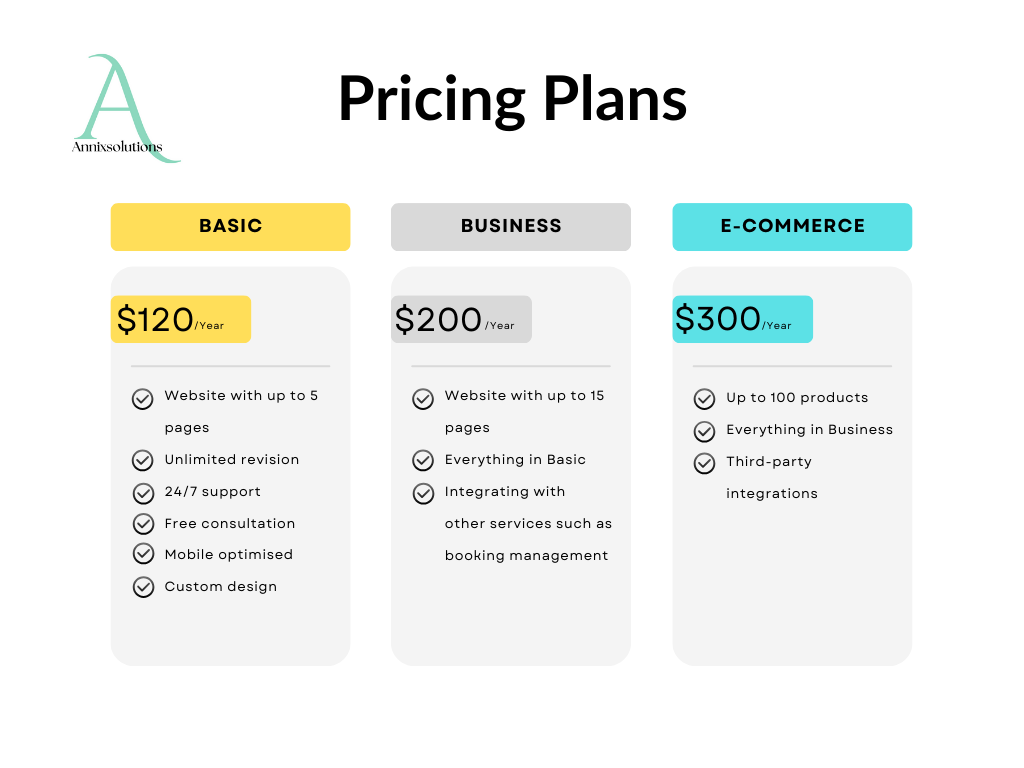 A
Annixsolutions
Pricing Plans
BASIC
$120/Year
Website with up to 5
pages
Unlimited revision
24/7 support
Free consultation
Mobile optimised
Custom design
BUSINESS
$200/Year
Website with up to 15
pages
Everything in Basic
Integrating with
other services such as
booking management
E-COMMERCE
$300/Year
Up to 100 products
Everything in Business
Third-party
integrations